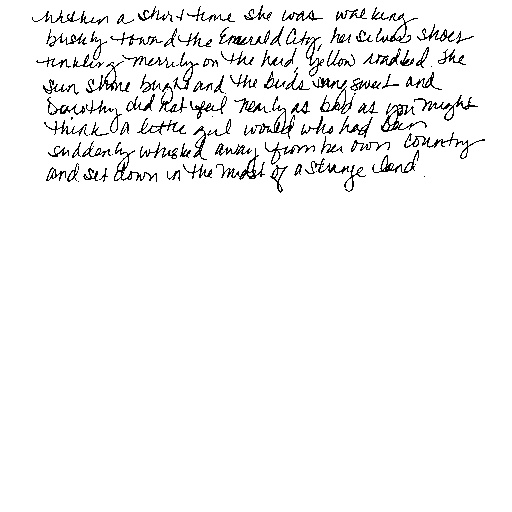 Within a short time she was walking
briskly toward the Emerald City, her silver shoes
tinkling merrily on the hard, yellow roadbed. The
sun shone bright and the birds sang sweet and
Dorothy did not feel nearly as bad as you might
think a little girl would who had been
suddenly whisked away from her own country
and set down in the midst of a strange land.